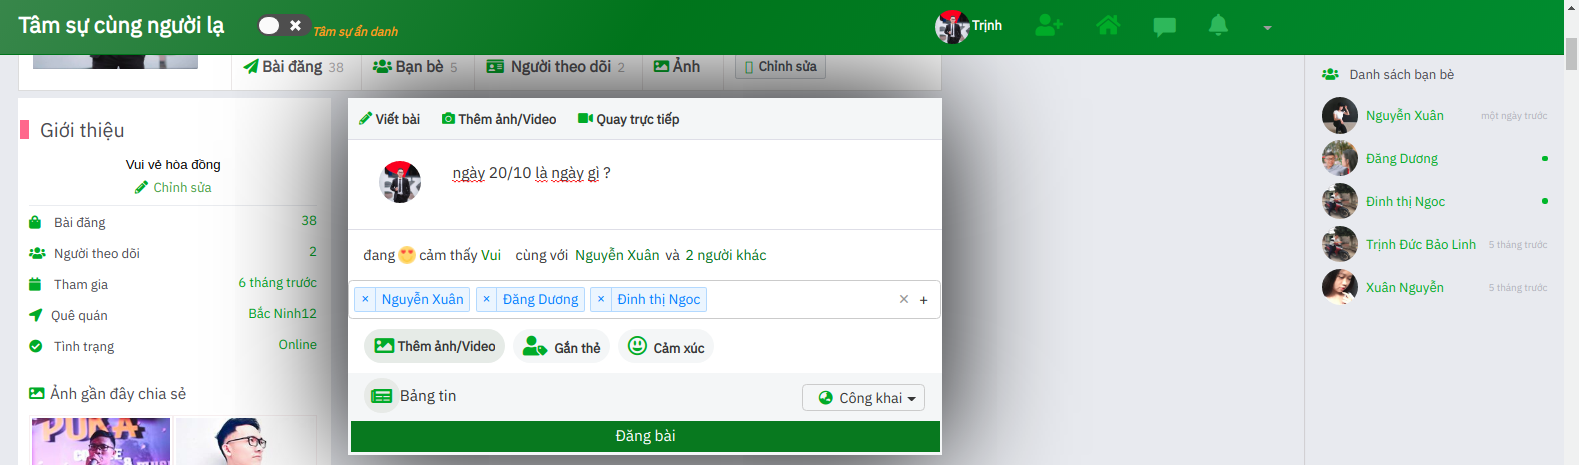 Tâm sự cùng người lạ
Tâm sự ẩn danh
Trịnh
Bài đăng 38
Bạn bè 5
Người theo dõi 2
Ảnh
Chỉnh sửa
Giới thiệu
Vui vẻ hòa đồng
Chỉnh sửa
Bài đăng 38
Người theo dõi 2
Tham gia 6 tháng trước
Quê quán Bắc Ninh12
Tình trạng Online
Ảnh gần đây chia sẻ
Viết bài
Thêm ảnh/Video
Quay trực tiếp
ngày 20/10 là ngày gì ?
đang cảm thấy Vui cùng với Nguyễn Xuân và 2 người khác
× Nguyễn Xuân × Đăng Dương × Đinh thị Ngoc × +
Thêm ảnh/Video
Gắn thẻ
Cảm xúc
Bảng tin
Công khai
Đăng bài
Danh sách bạn bè
Nguyễn Xuân một ngày trước
Đăng Dương
Đinh thị Ngoc
Trịnh Đức Bảo Linh 5 tháng trước
Xuân Nguyễn 5 tháng trước